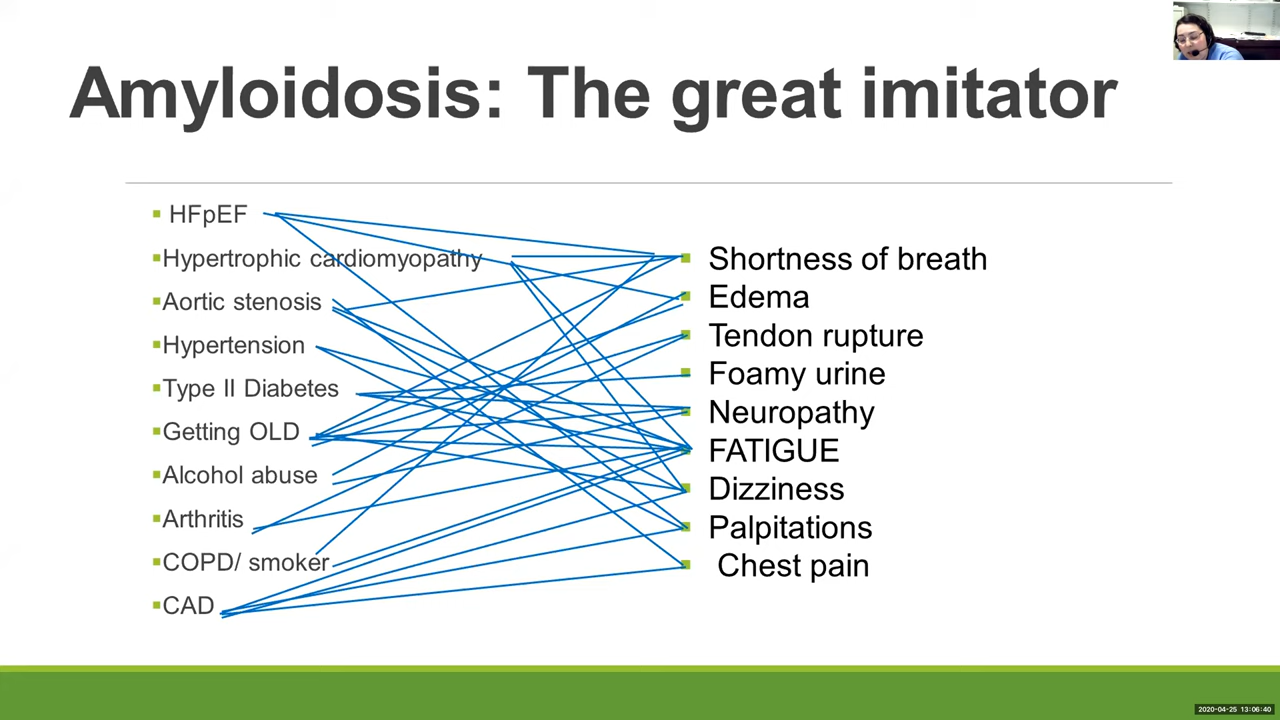 Amyloidosis: The great imitator
HFpEF
Hypertrophic cardiomyopathy
Aortic stenosis
Hypertension
Type II Diabetes
Getting OLD
Alcohol abuse
Arthritis
COPD/ smoker
CAD
Shortness of breath
Edema
Tendon rupture
Foamy urine
Neuropathy
FATIGUE
Dizziness
Palpitations
Chest pain
2020-04-25 13:06:40